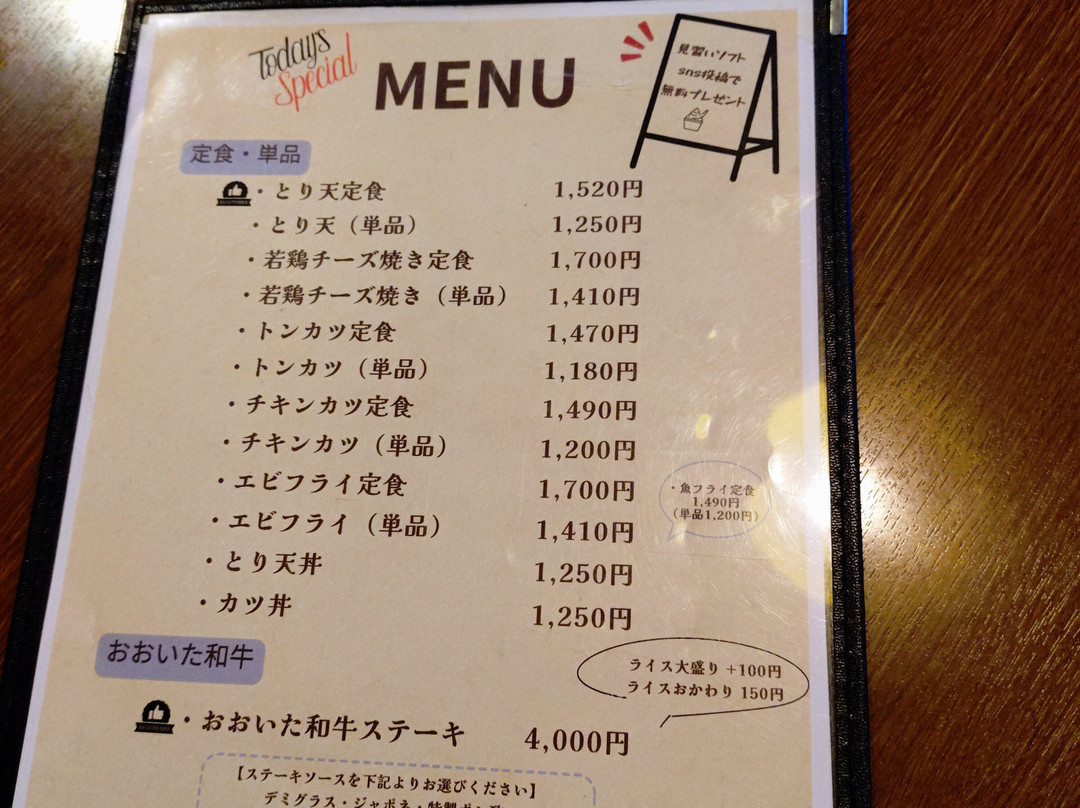 Today's
Special
MENU
見習いソフト
sns投稿で
無料プレゼント
定食・単品
・とり天定食 1,520円
・とり天（単品） 1,250円
・若鶏チーズ焼き定食 1,700円
・若鶏チーズ焼き（単品） 1,410円
・トンカツ定食 1,470円
・トンカツ（単品） 1,180円
・チキンカツ定食 1,490円
・チキンカツ（単品） 1,200円
・エビフライ定食 1,700円
・エビフライ（単品） 1,410円
・魚フライ定食
1,490円
（単品1,200円）
・とり天丼 1,250円
・カツ丼 1,250円
ライス大盛り +100円
ライスおかわり 150円
おおいた和牛
・おおいた和牛ステーキ 4,000円
【ステーキソースを下記よりお選びください】
デミグラス・ジャポネ・特製